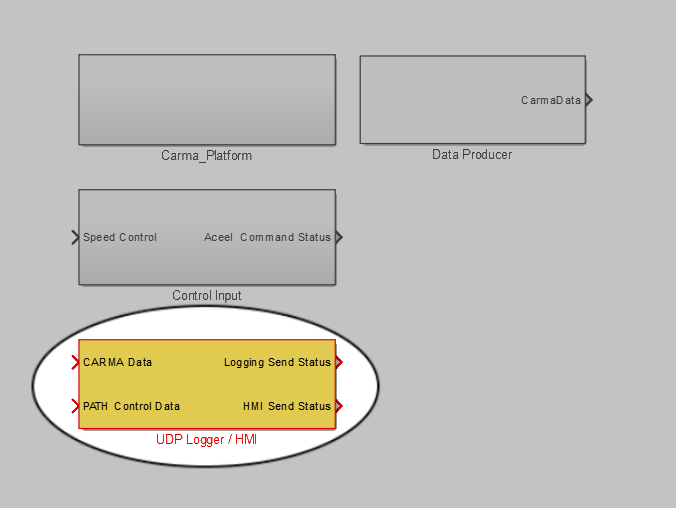 CarmaData
Carma_Platform
Data Producer
Speed Control
Aceel Command Status
Control Input
CARMA Data
Logging Send Status
PATH Control Data
HMI Send Status
UDP Logger / HMI